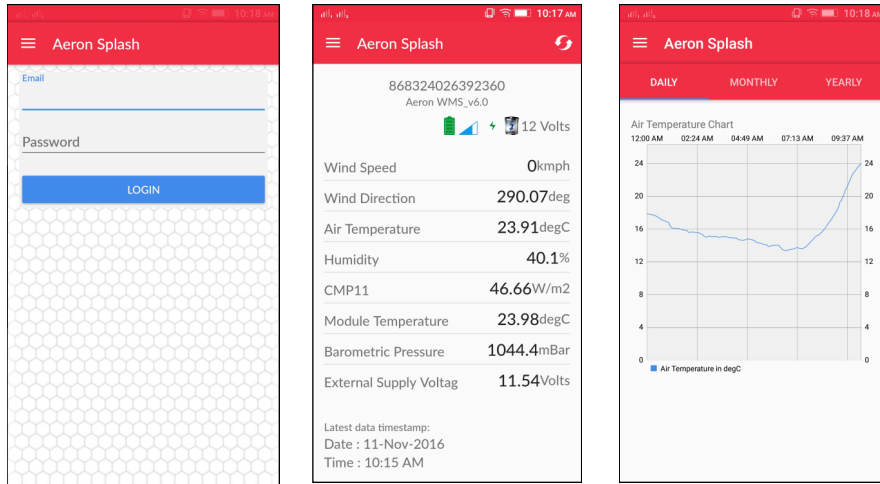 10:18 AM
Aeron Splash
Email
Password
LOGIN
10:17 AM
Aeron Splash
868324026392360
Aeron WMS_v6.0
12 Volts
Wind Speed 0kmph
Wind Direction 290.07deg
Air Temperature 23.91degC
Humidity 40.1%
CMP11 46.66W/m2
Module Temperature 23.98degC
Barometric Pressure 1044.4mBar
External Supply Voltag 11.54Volts
Latest data timestamp:
Date : 11-Nov-2016
Time : 10:15 AM
10:18 AM
Aeron Splash
DAILY MONTHLY YEARLY
Air Temperature Chart
12:00 AM 02:24 AM 04:49 AM 07:13 AM 09:37 AM
24 24
20 20
16 16
12 12
8 8
4 4
0 0
Air Temperature in degC